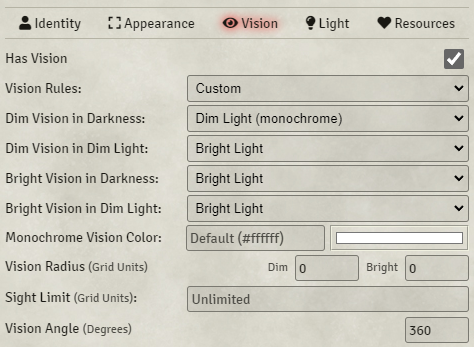 Identity Appearance Vision Light Resources
Has Vision
Vision Rules: Custom
Dim Vision in Darkness: Dim Light (monochrome)
Dim Vision in Dim Light: Bright Light
Bright Vision in Darkness: Bright Light
Bright Vision in Dim Light: Bright Light
Monochrome Vision Color: Default (#ffffff)
Vision Radius (Grid Units) Dim 0 Bright 0
Sight Limit (Grid Units): Unlimited
Vision Angle (Degrees) 360